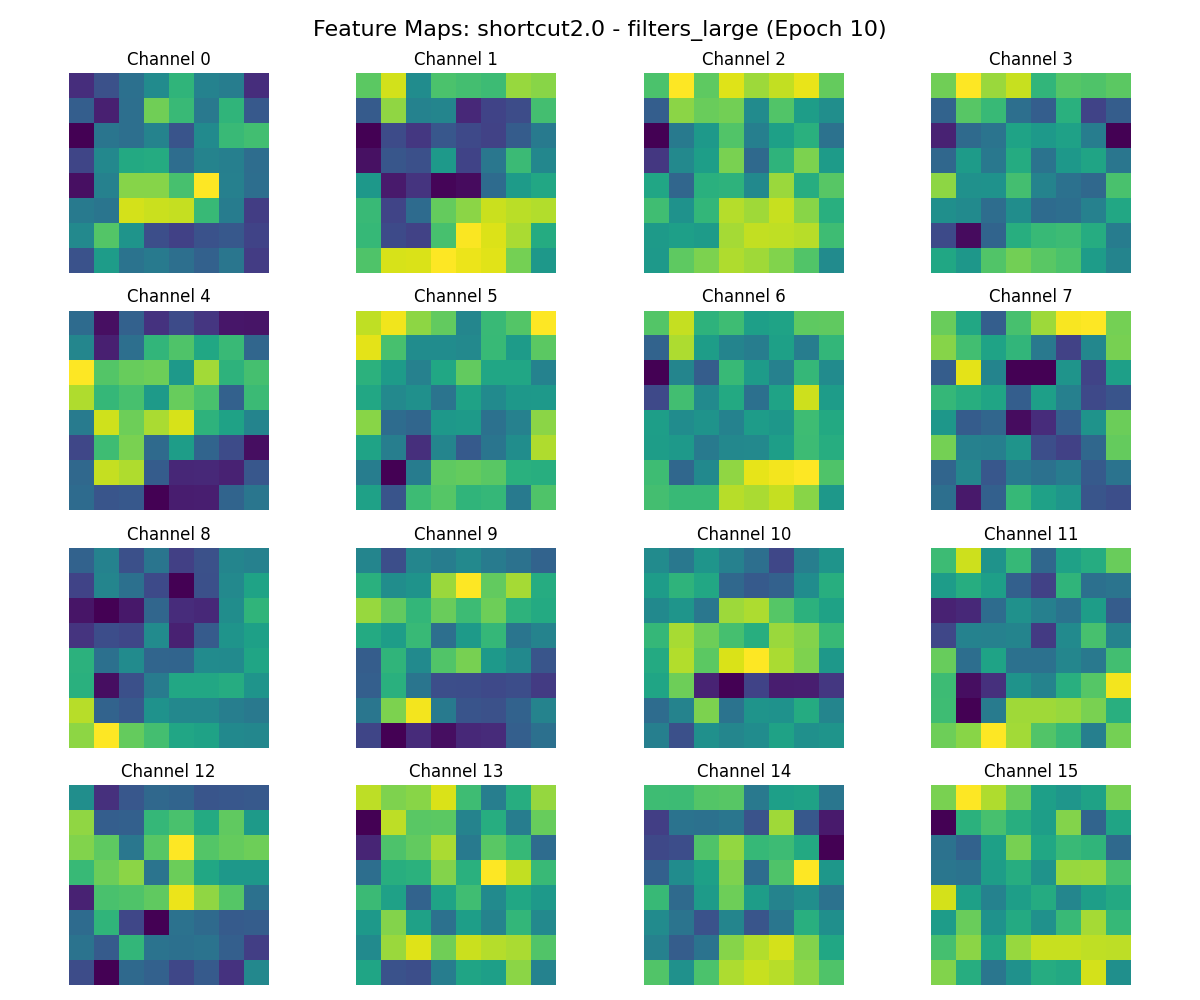 Feature Maps: shortcut2.0 - filters_large (Epoch 10)
Channel 0
Channel 1
Channel 2
Channel 3
Channel 4
Channel 5
Channel 6
Channel 7
Channel 8
Channel 9
Channel 10
Channel 11
Channel 12
Channel 13
Channel 14
Channel 15